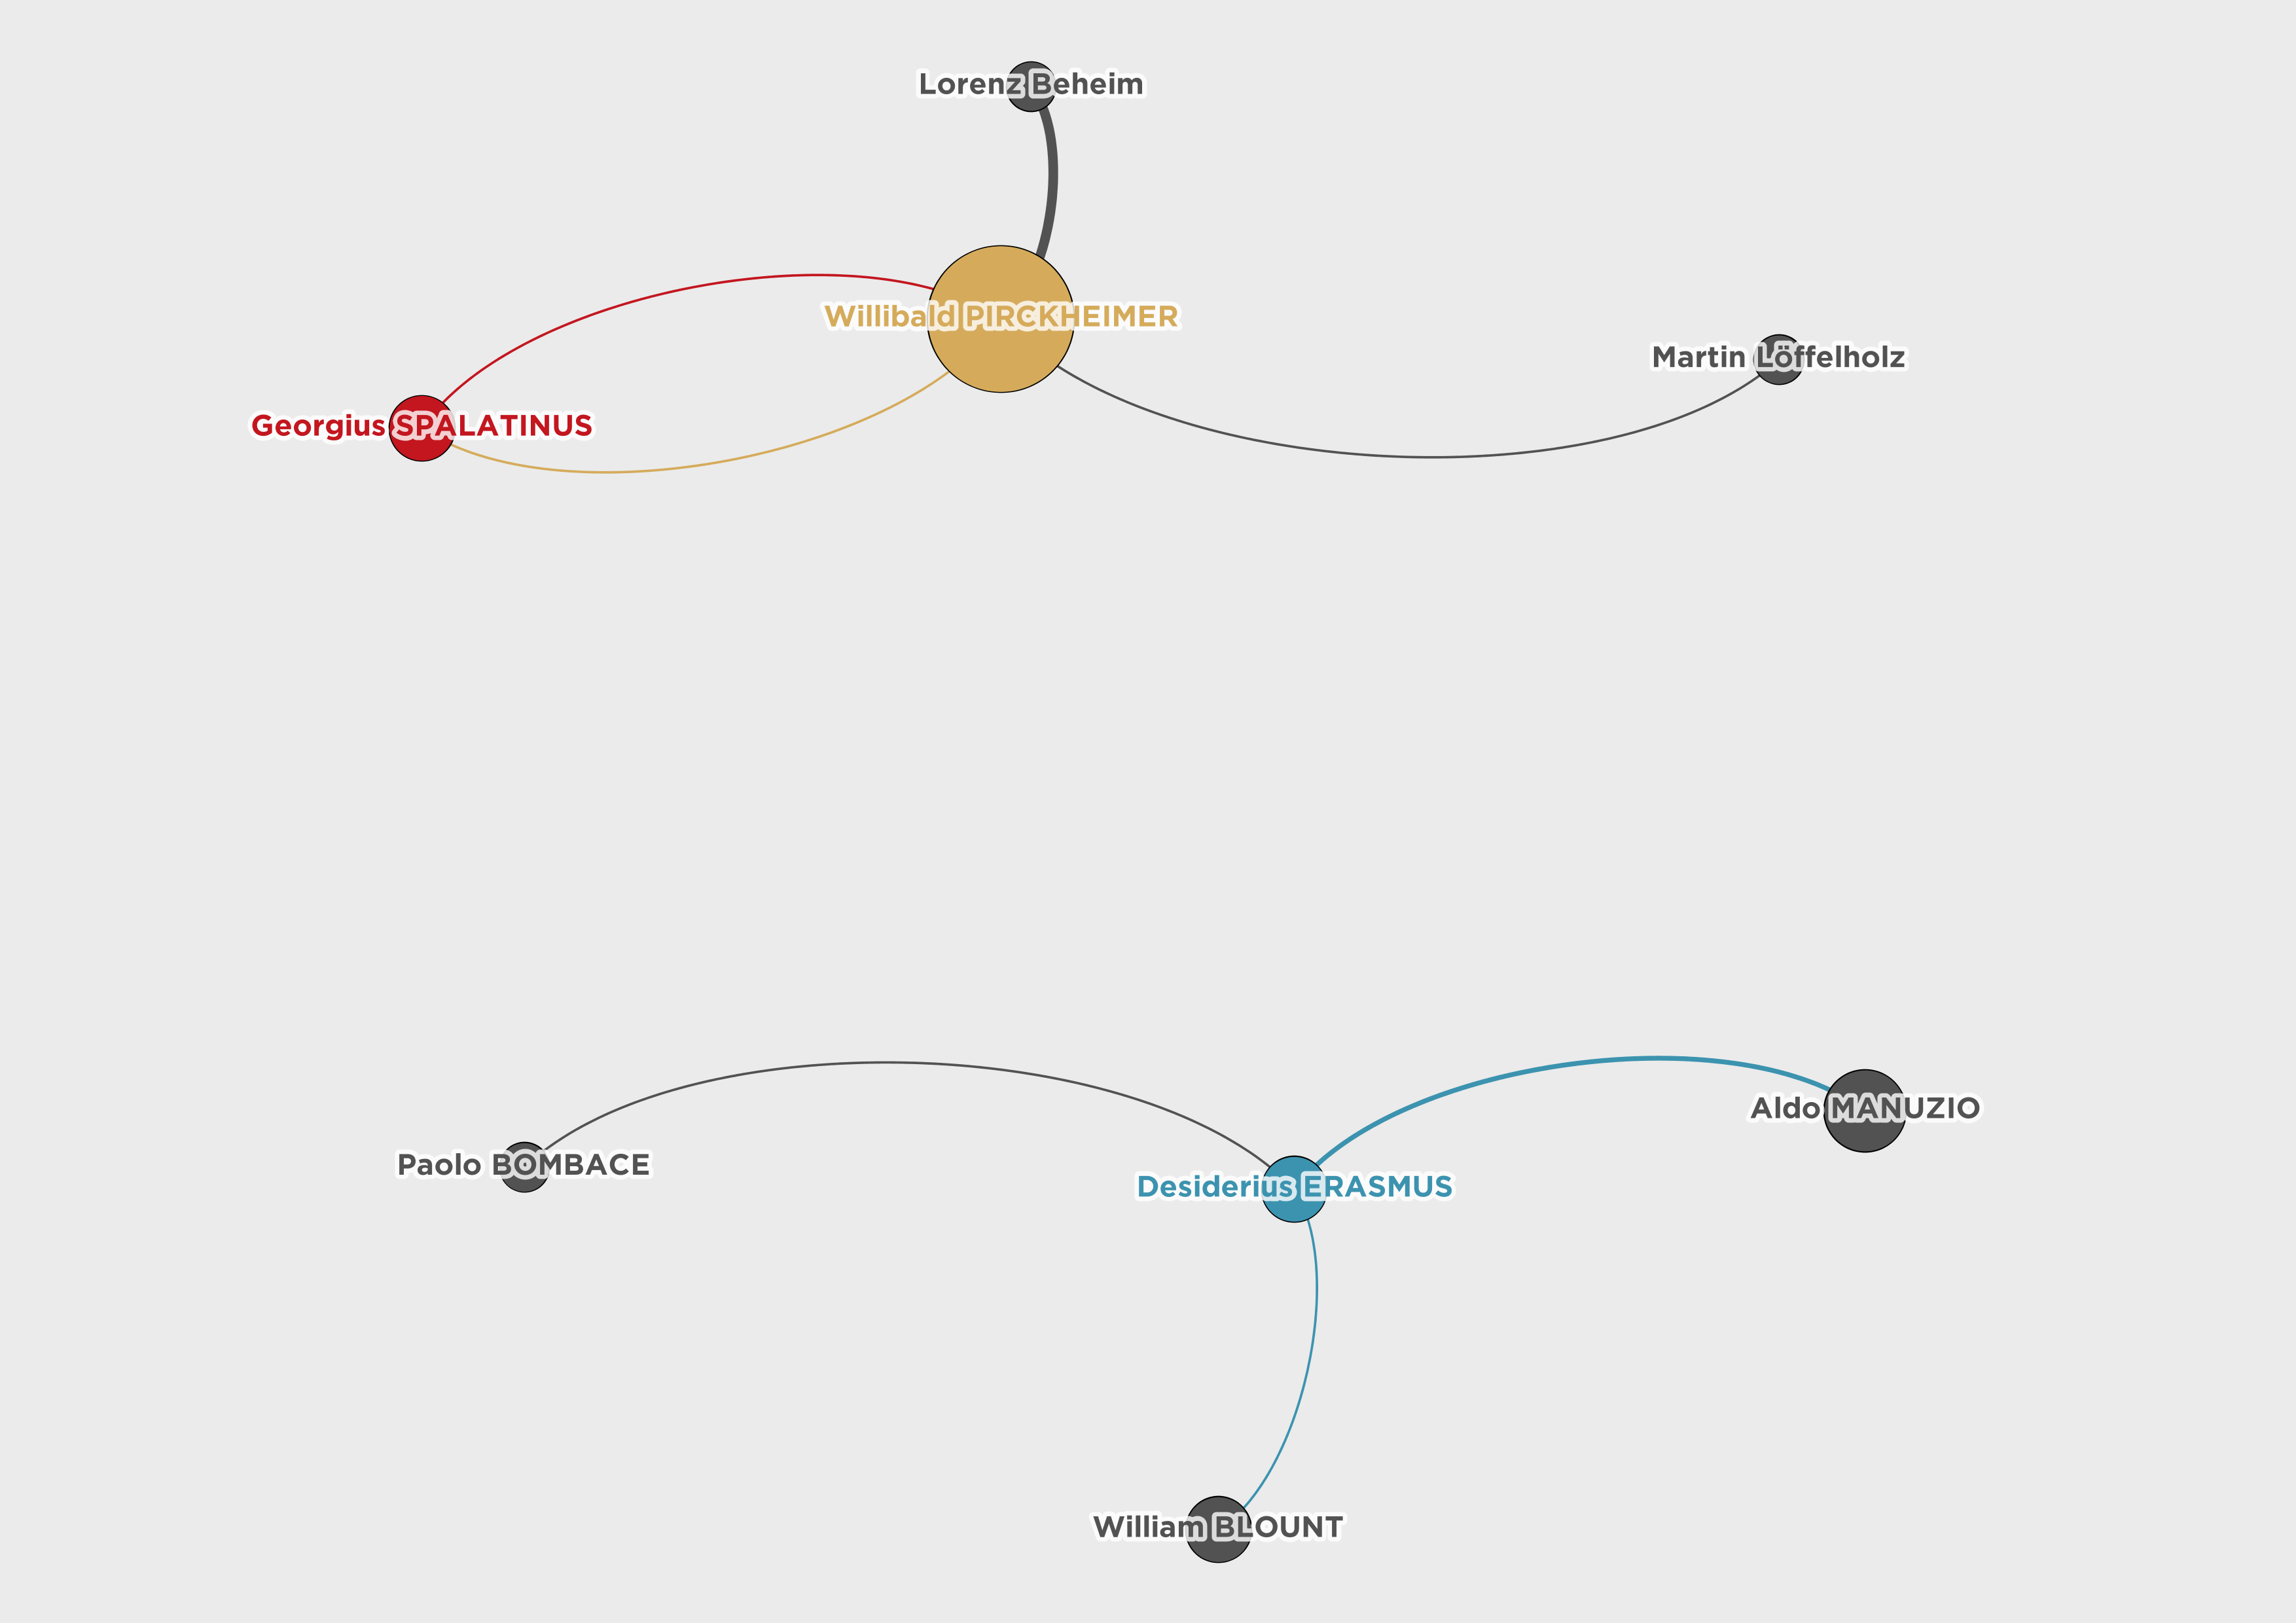 Lorenz Beheim
Willibald PIRCKHEIMER
Martin Löffelholz
Georgius SPALATINUS
Aldo MANUZIO
Paolo BOMBACE
Desiderius ERASMUS
William BLOUNT